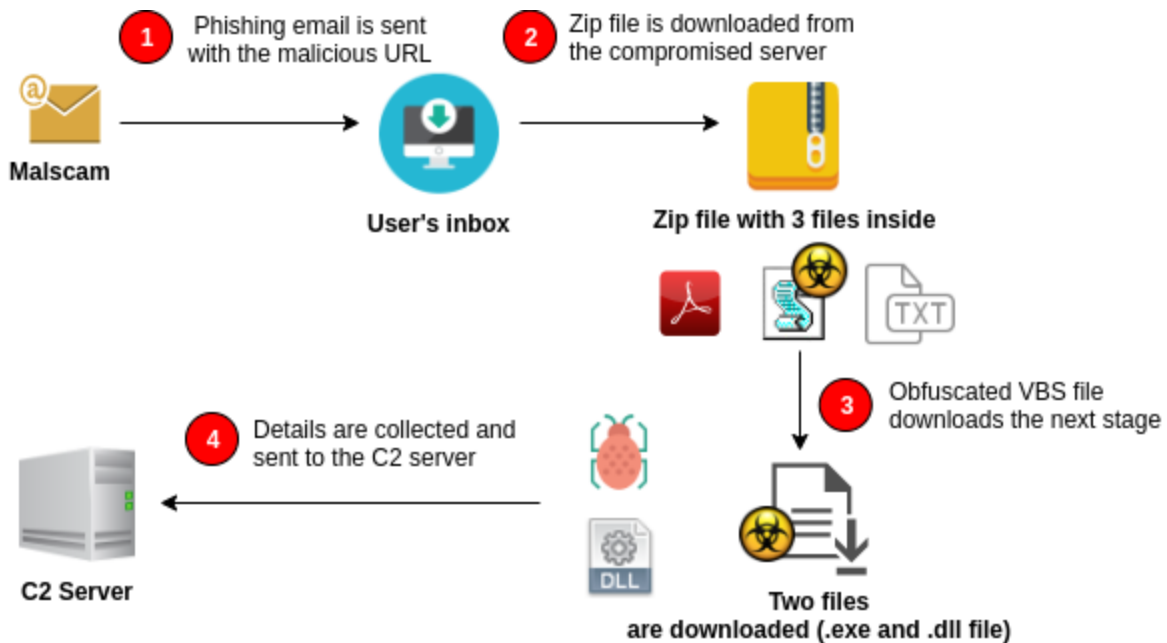 1
Phishing email is sent
with the malicious URL
2
Zip file is downloaded from
the compromised server
@
Malscam
User's inbox
Zip file with 3 files inside
TXT
3
Obfuscated VBS file
downloads the next stage
4
Details are collected and
sent to the C2 server
DLL
C2 Server
Two files
are downloaded (.exe and .dll file)